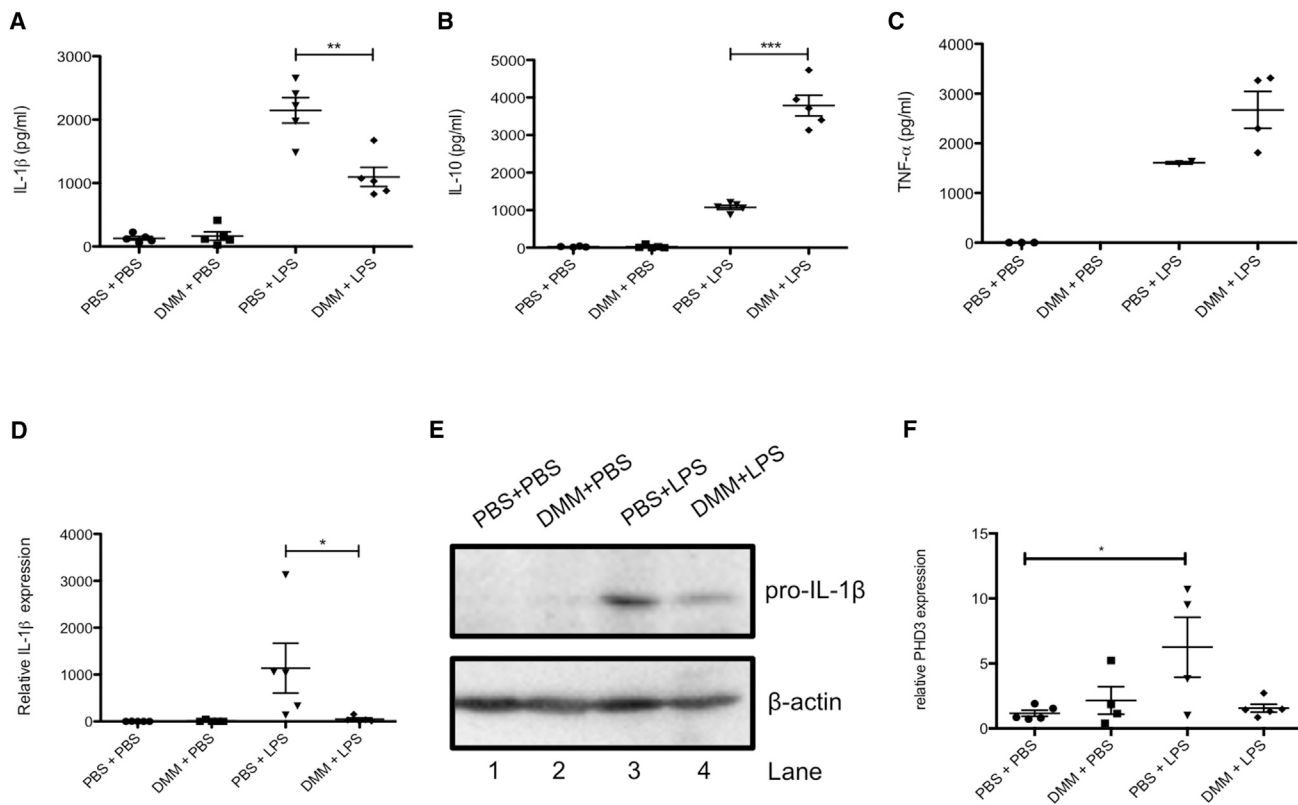 A
IL-1β (pg/ml)
3000
2000
1000
0
**
PBS + PBS
DMM + PBS
PBS + LPS
DMM + LPS
B
IL-10 (pg/ml)
5000
4000
3000
2000
1000
0
***
PBS + PBS
DMM + PBS
PBS + LPS
DMM + LPS
C
TNF-α (pg/ml)
4000
3000
2000
1000
0
PBS + PBS
DMM + PBS
PBS + LPS
DMM + LPS
D
Relative IL-1β expression
4000
3000
2000
1000
0
*
PBS + PBS
DMM + PBS
PBS + LPS
DMM + LPS
E
PBS+PBS
DMM+PBS
PBS+LPS
DMM+LPS
pro-IL-1β
β-actin
1 2 3 4 Lane
F
relative PHD3 expression
15
10
5
0
*
PBS + PBS
DMM + PBS
PBS + LPS
DMM + LPS